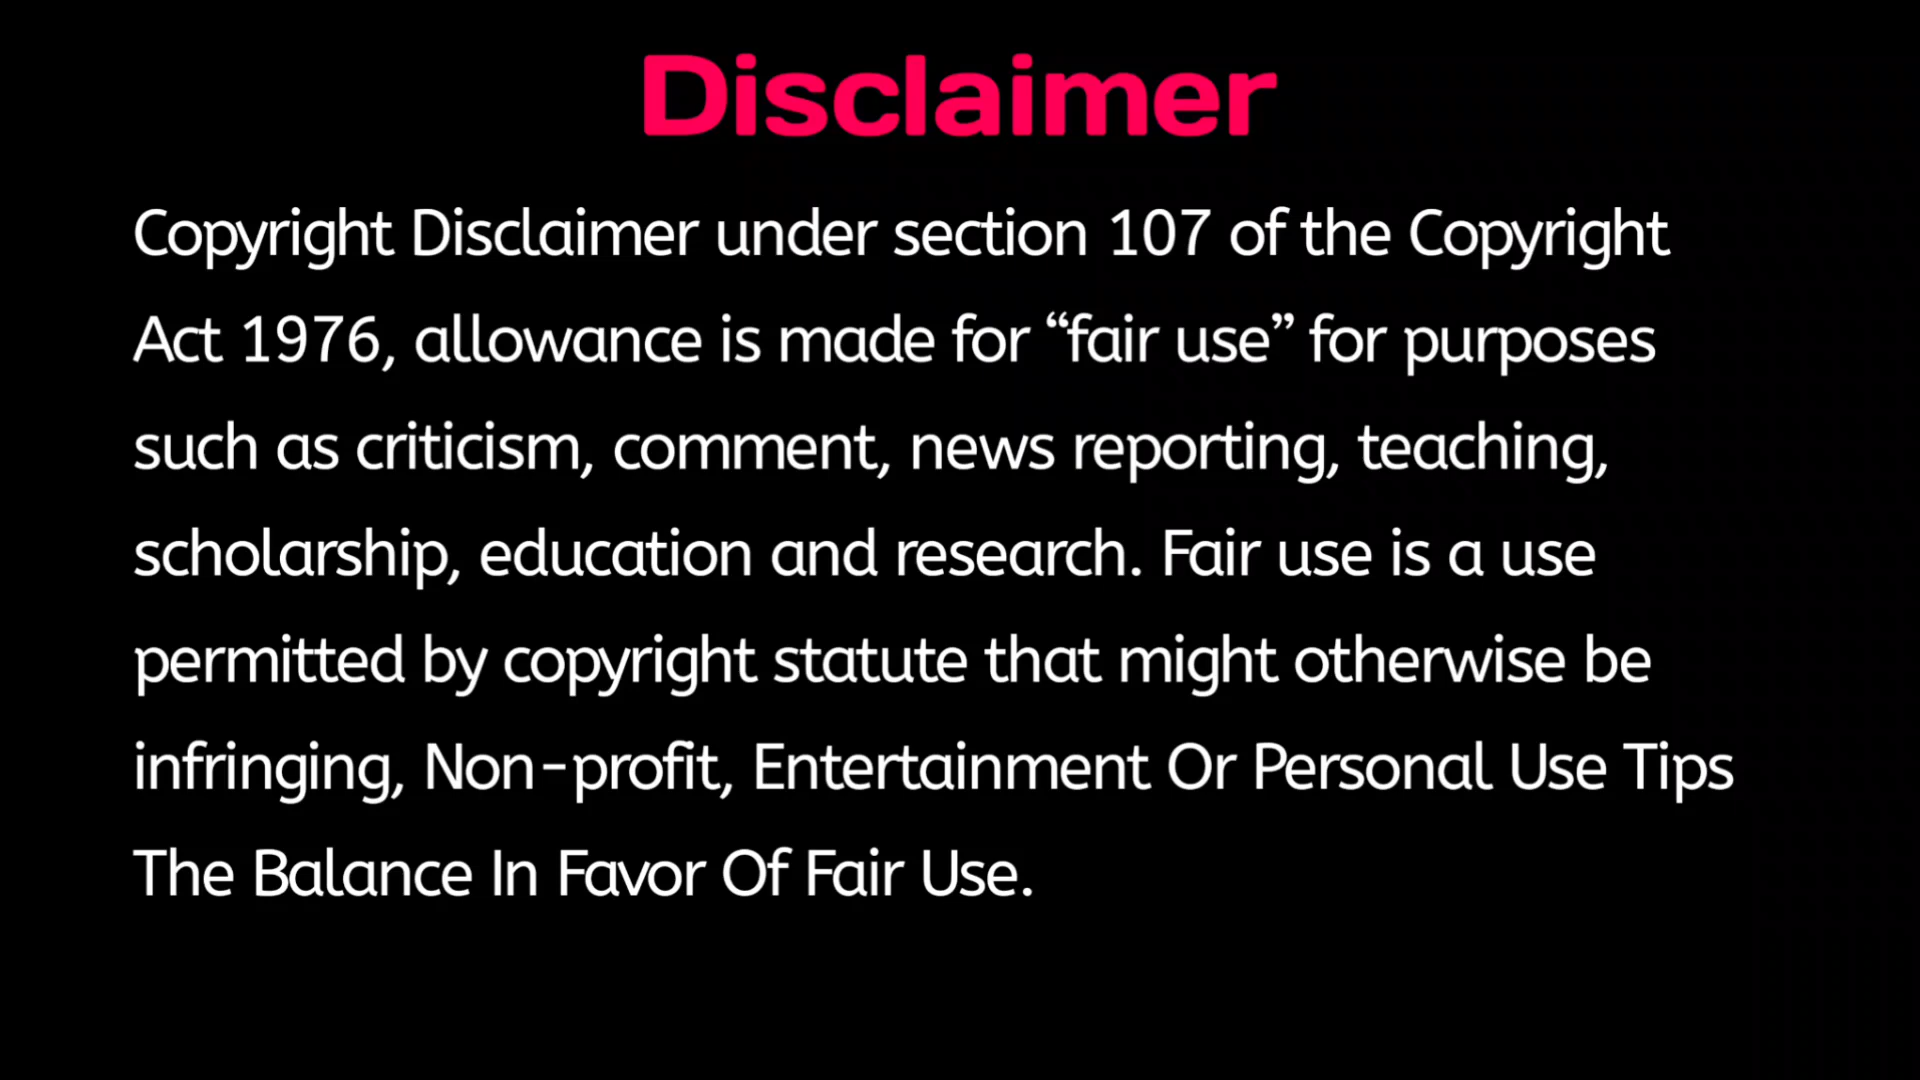 Disclaimer
Copyright Disclaimer under section 107 of the Copyright
Act 1976, allowance is made for “fair use” for purposes
such as criticism, comment, news reporting, teaching,
scholarship, education and research. Fair use is a use
permitted by copyright statute that might otherwise be
infringing, Non-profit, Entertainment Or Personal Use Tips
The Balance In Favor Of Fair Use.